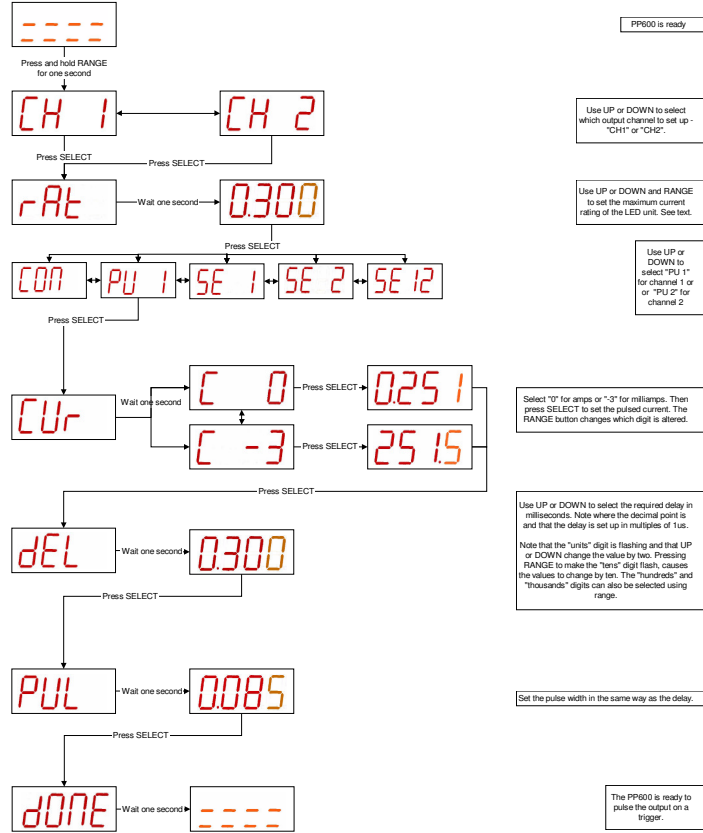 PP600 is ready
Press and hold RANGE
for one second
CH 1
CH 2
Use UP or DOWN to select
which output channel to set up -
"CH1" or "CH2".
Press SELECT
Press SELECT
rAt
Wait one second
0.300
Use UP or DOWN and RANGE
to set the maximum current
rating of the LED unit. See text.
Press SELECT
COn
PU 1
SE 1
SE 2
SE12
Use UP or
DOWN to
select "PU 1"
for channel 1 or
or "PU 2" for
channel 2
Press SELECT
CUr
Wait one second
C 0
Press SELECT
0.251
C -3
Press SELECT
251.5
Select "0" for amps or "-3" for milliamps. Then
press SELECT to set the pulsed current. The
RANGE button changes which digit is altered.
Press SELECT
dEL
Wait one second
0.300
Use UP or DOWN to select the required delay in
milliseconds. Note where the decimal point is
and that the delay is set up in multiples of 1us.
Note that the "units" digit is flashing and that UP
or DOWN change the value by two. Pressing
RANGE to make the "tens" digit flash, causes
the values to change by ten. The "hundreds" and
"thousands" digits can also be selected using
range.
Press SELECT
PUL
Wait one second
0.085
Set the pulse width in the same way as the delay.
Press SELECT
dOnE
Wait one second
The PP600 is ready to
pulse the output on a
trigger.